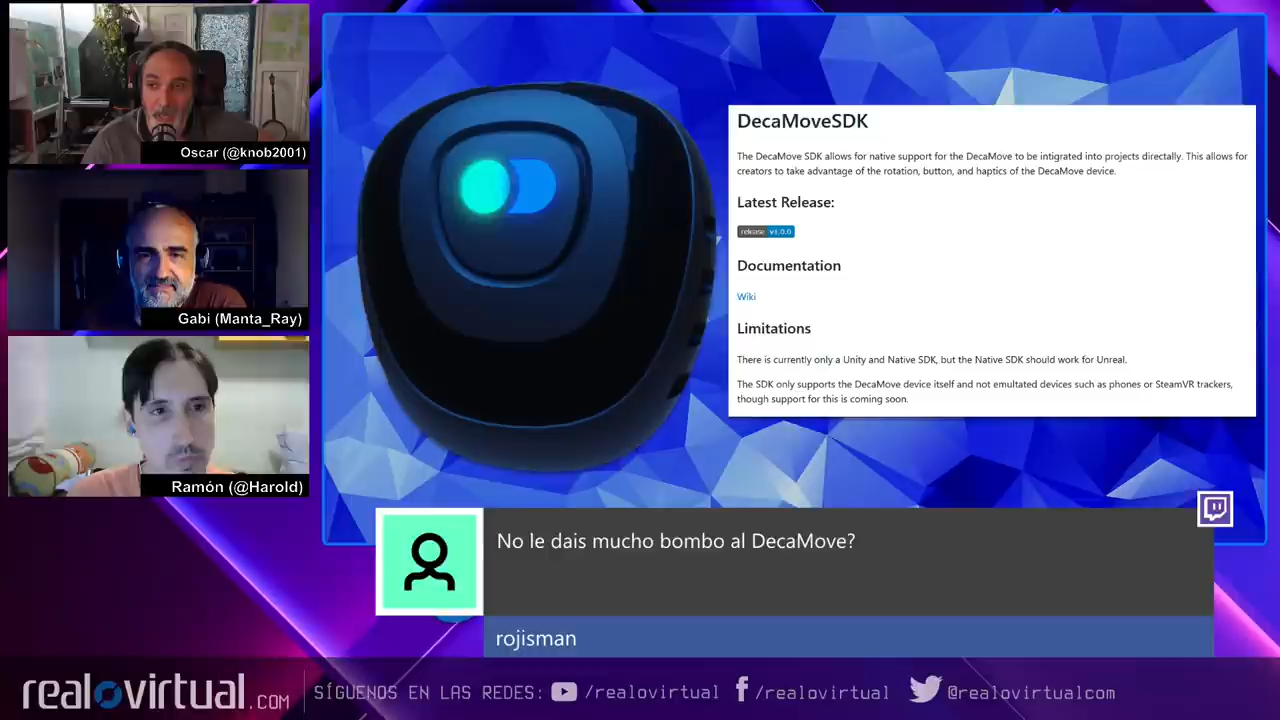 Oscar (@knob2001)
Gabi (Manta_Ray)
Ramón (@Harold)
DecaMoveSDK
The DecaMove SDK allows for native support for the DecaMove to be intigrated into projects directally. This allows for
creators to take advantage of the rotation, button, and haptics of the DecaMove device.
Latest Release:
release v1.0.0
Documentation
Wiki
Limitations
There is currently only a Unity and Native SDK, but the Native SDK should work for Unreal.
The SDK only supports the DecaMove device itself and not emultated devices such as phones or SteamVR trackers,
though support for this is coming soon.
No le dais mucho bombo al DecaMove?
rojisman
realovirtual.com SÍGUENOS EN LAS REDES: /realovirtual /realovirtual @realovirtual.com